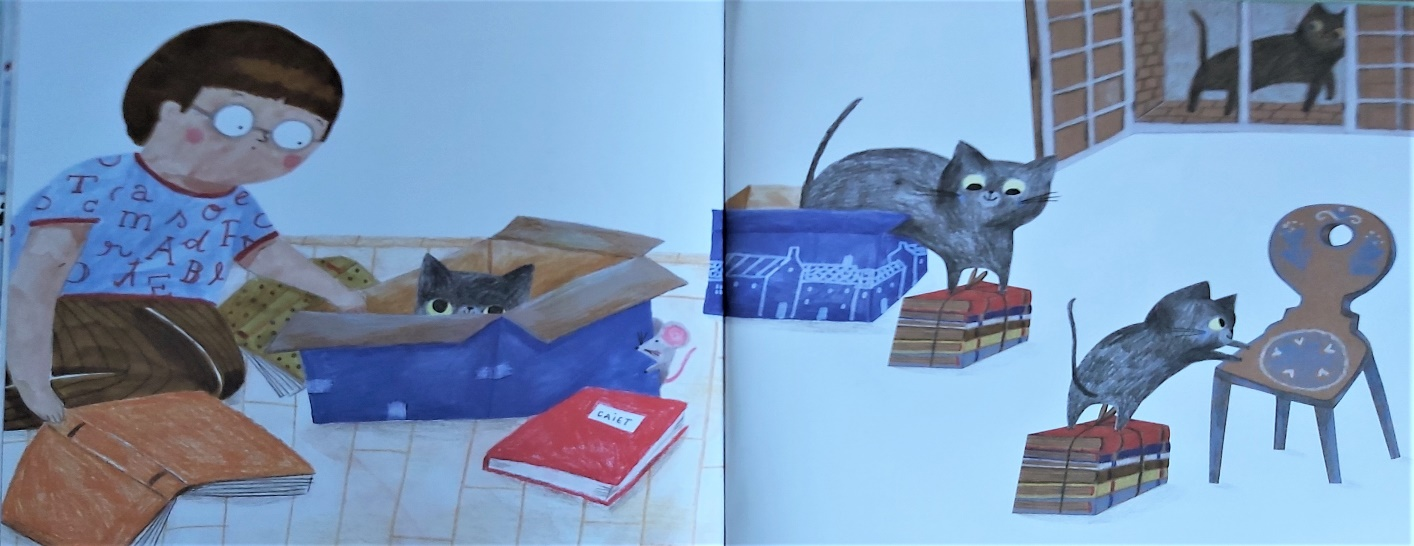 T r a e
c m s o C
r A d F A
A E B l
E
CAIET